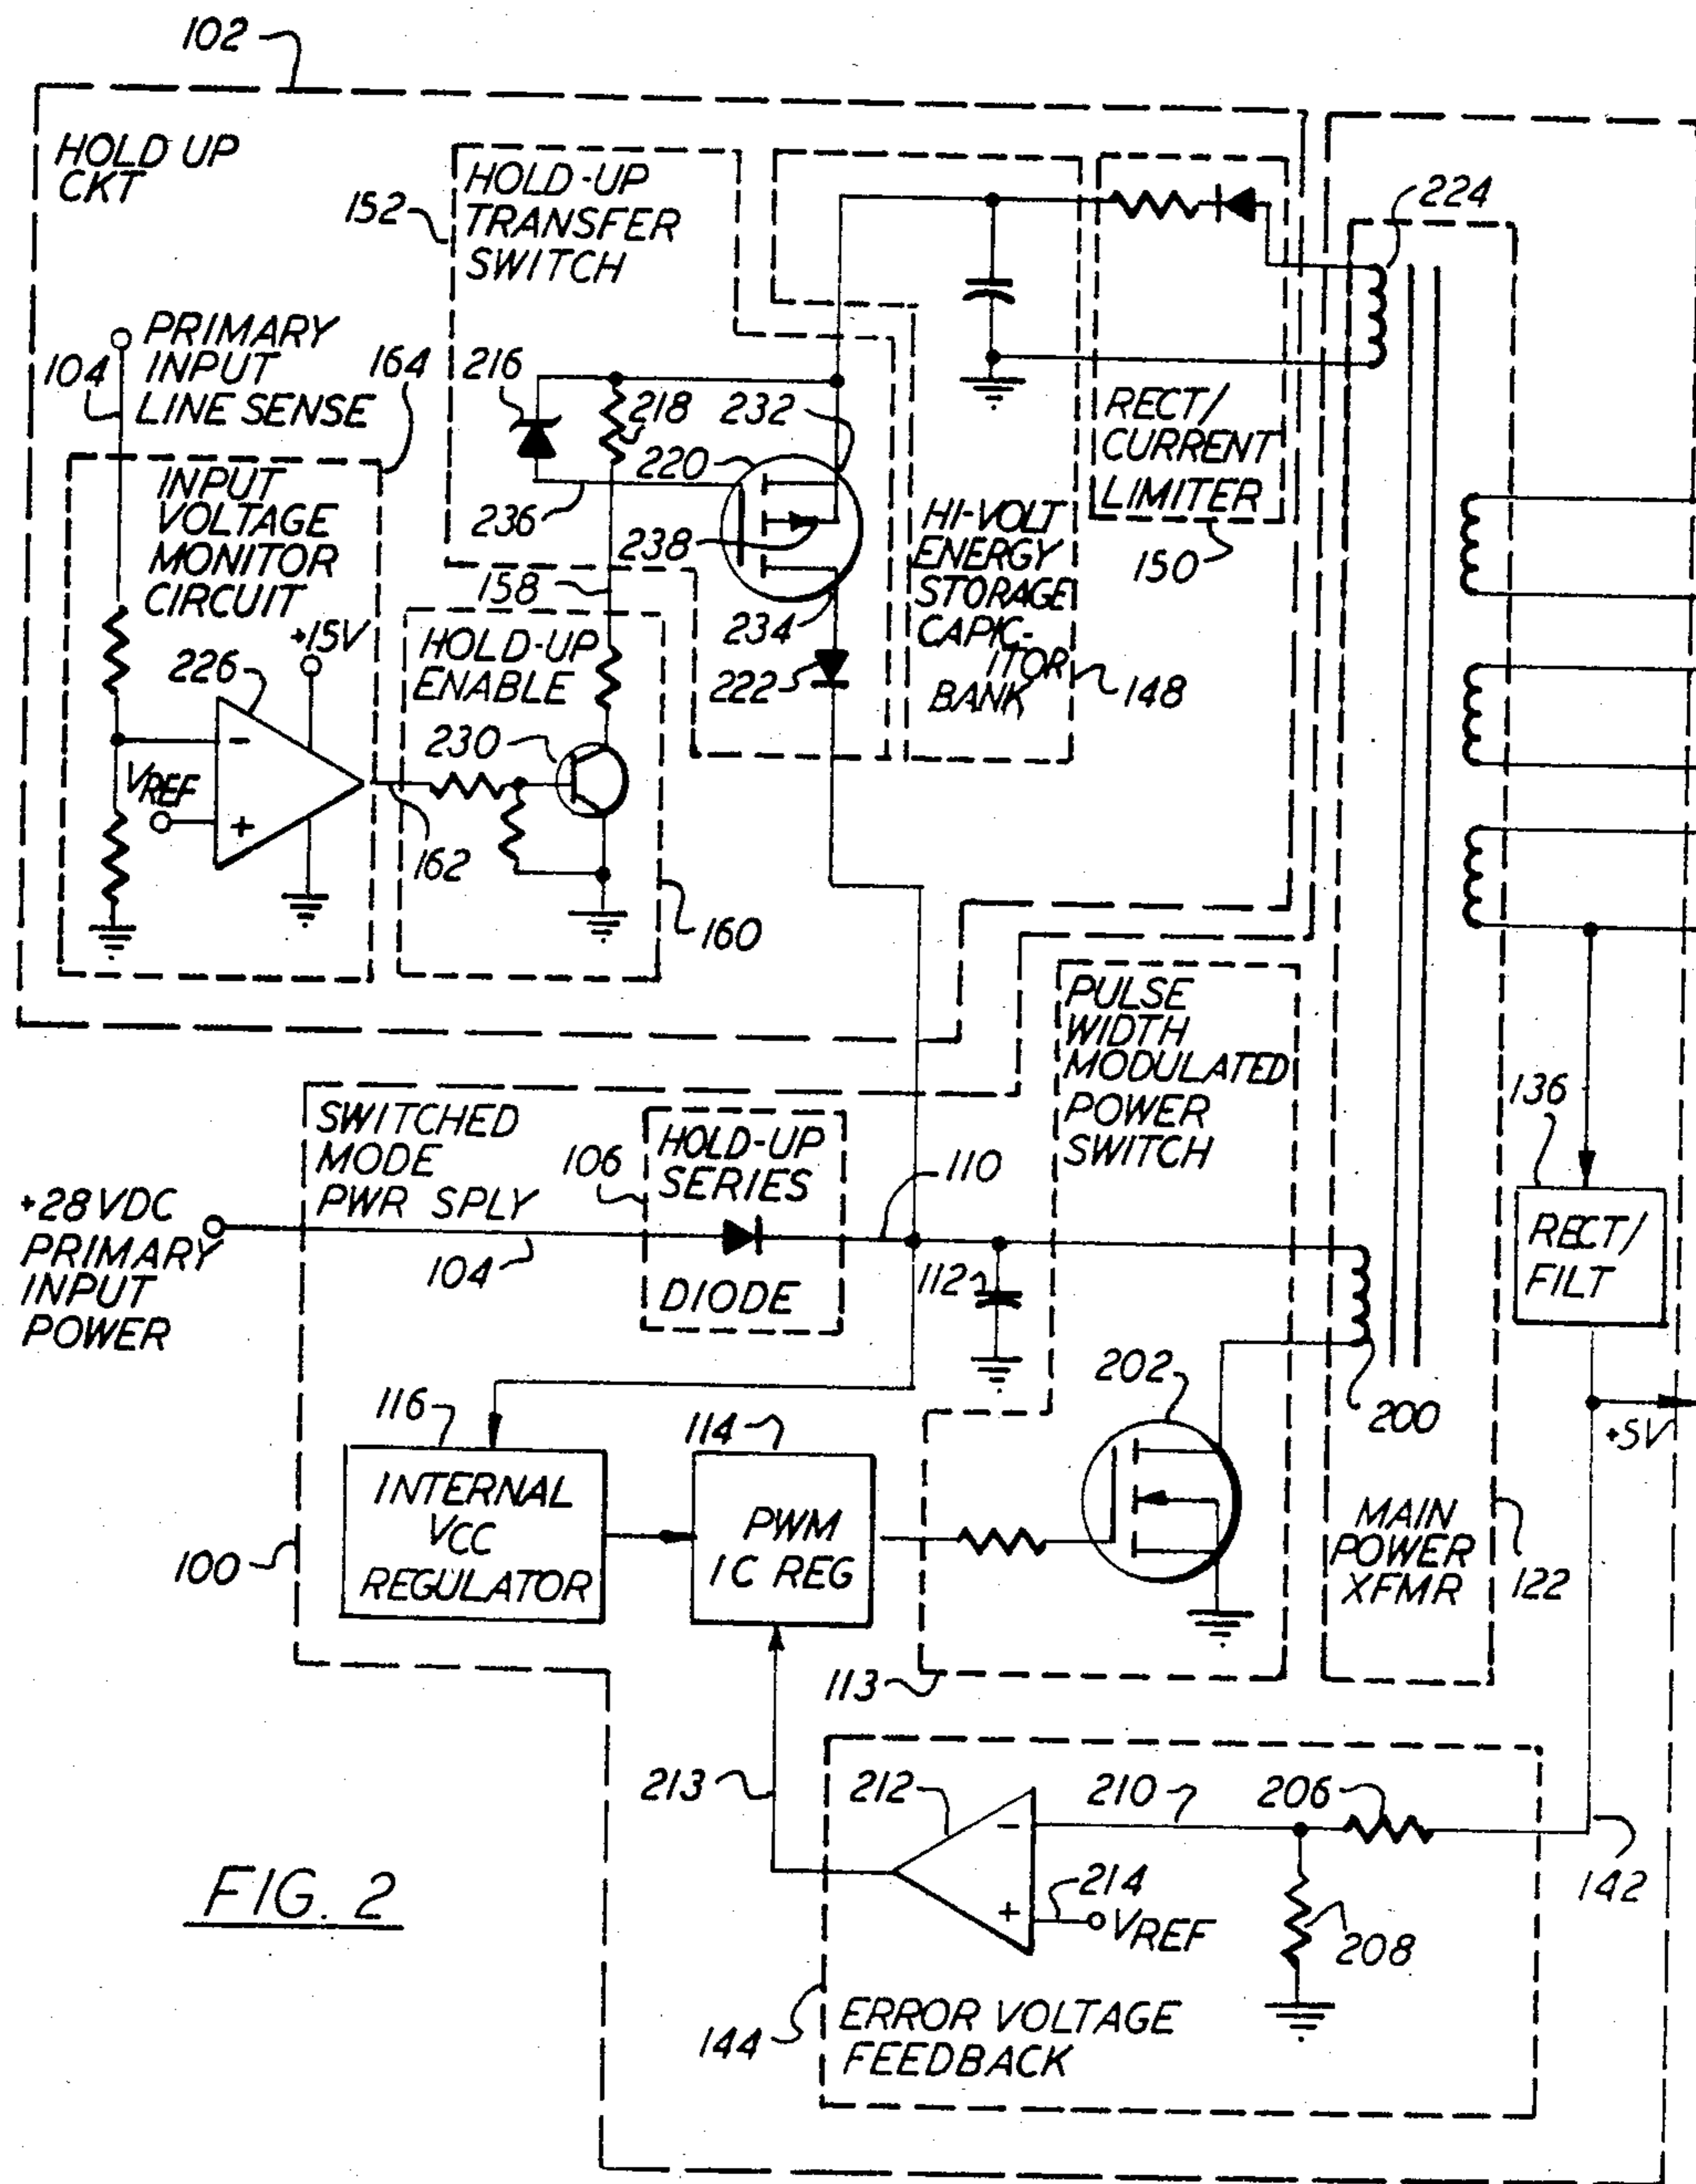 102
HOLD UP
CKT
152
HOLD-UP
TRANSFER
SWITCH
224
PRIMARY
INPUT
LINE SENSE
104
164
216
218
232
220
236
238
158
234
222
RECT/
CURRENT
LIMITER
150
HI-VOLT
ENERGY
STORAGE
CAPIC-
ITOR
BANK
148
INPUT
VOLTAGE
MONITOR
CIRCUIT
+15V
226
-
VREF
+
162
HOLD-UP
ENABLE
230
160
PULSE
WIDTH
MODULATED
POWER
SWITCH
136
RECT/
FILT
+5V
SWITCHED
MODE
PWR SPLY
106
HOLD-UP
SERIES
DIODE
110
+28 VDC
PRIMARY
INPUT
POWER
104
112
202
200
116
INTERNAL
VCC
REGULATOR
114
PWM
IC REG
100
113
MAIN
POWER
XFMR
122
213
212
-
210
206
142
+
214
VREF
208
144
ERROR VOLTAGE
FEEDBACK
FIG. 2